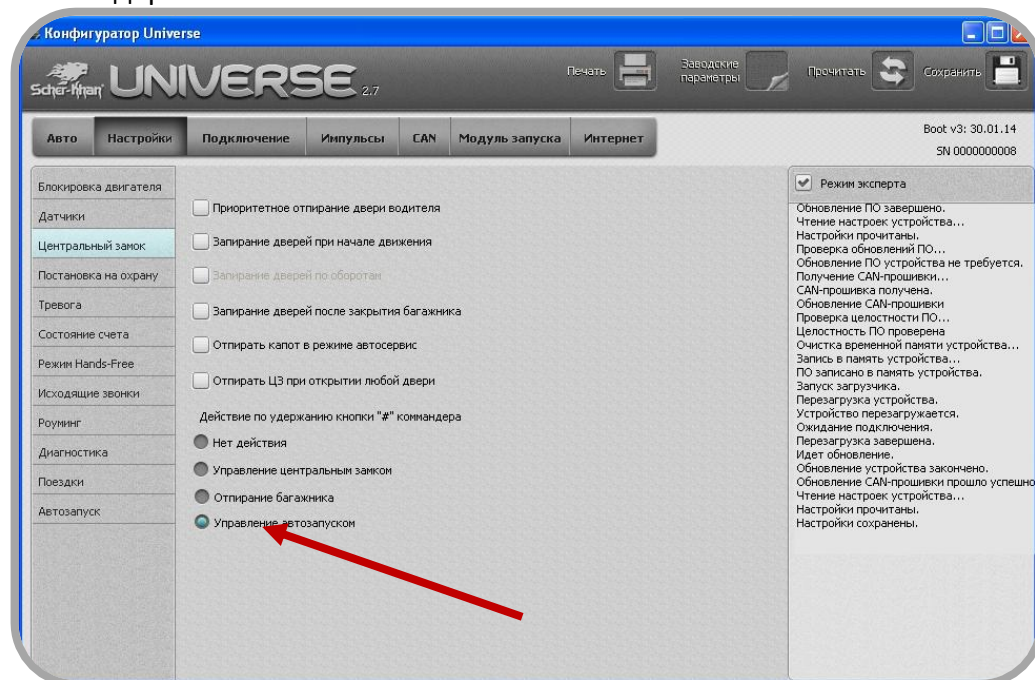 Конфигуратор Universe
Scher-Khan UNIVERSE 2.7
Печать
Заводские параметры
Прочитать
Сохранить
Авто Настройки Подключение Импульсы CAN Модуль запуска Интернет
Boot v3: 30.01.14
SN 0000000008
Блокировка двигателя
Датчики
Центральный замок
Постановка на охрану
Тревога
Состояние счета
Режим Hands-Free
Исходящие звонки
Роуминг
Диагностика
Поездки
Автозапуск
Приоритетное отпирание двери водителя
Запирание дверей при начале движения
Запирание дверей по оборотам
Запирание дверей после закрытия багажника
Отпирать капот в режиме автосервис
Отпирать ЦЗ при открытии любой двери
Действие по удержанию кнопки "#" коммандера
Нет действия
Управление центральным замком
Отпирание багажника
Управление автозапуском
Режим эксперта
Обновление ПО завершено.
Чтение настроек устройства...
Настройки прочитаны.
Проверка обновлений ПО...
Обновление ПО устройства не требуется.
Получение CAN-прошивки...
CAN-прошивка получена.
Обновление CAN-прошивки
Проверка целостности ПО...
Целостность ПО проверена
Очистка временной памяти устройства...
Запись в память устройства...
ПО записано в память устройства.
Запуск загрузчика.
Перезагрузка устройства.
Устройство перезагружается.
Ожидание подключения.
Перезагрузка завершена.
Идет обновление.
Обновление устройства закончено.
Обновление CAN-прошивки прошло успешно
Чтение настроек устройства...
Настройки прочитаны.
Настройки сохранены.